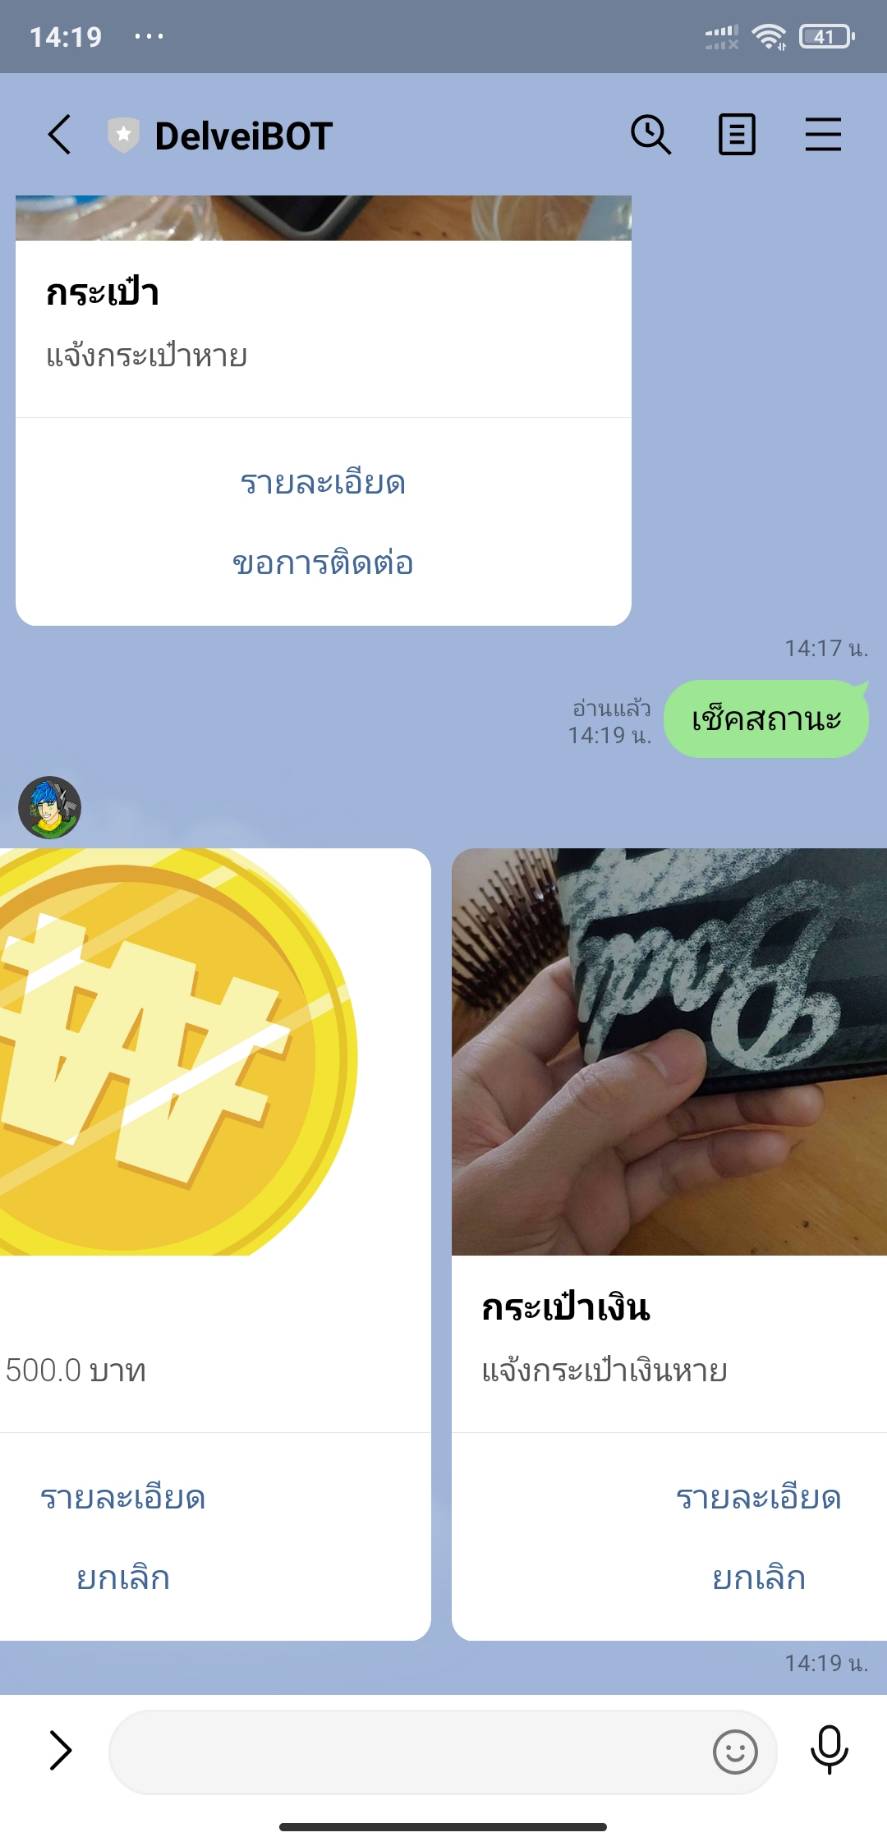 14:19 ...
41
DelveiBOT
กระเป๋า
แจ้งกระเป๋าหาย
รายละเอียด
ขอการติดต่อ
14:17 น.
อ่านแล้ว
14:19 น.
เช็คสถานะ
Bad
500.0 บาท
รายละเอียด
ยกเลิก
กระเป๋าเงิน
แจ้งกระเป๋าเงินหาย
รายละเอียด
ยกเลิก
14:19 น.